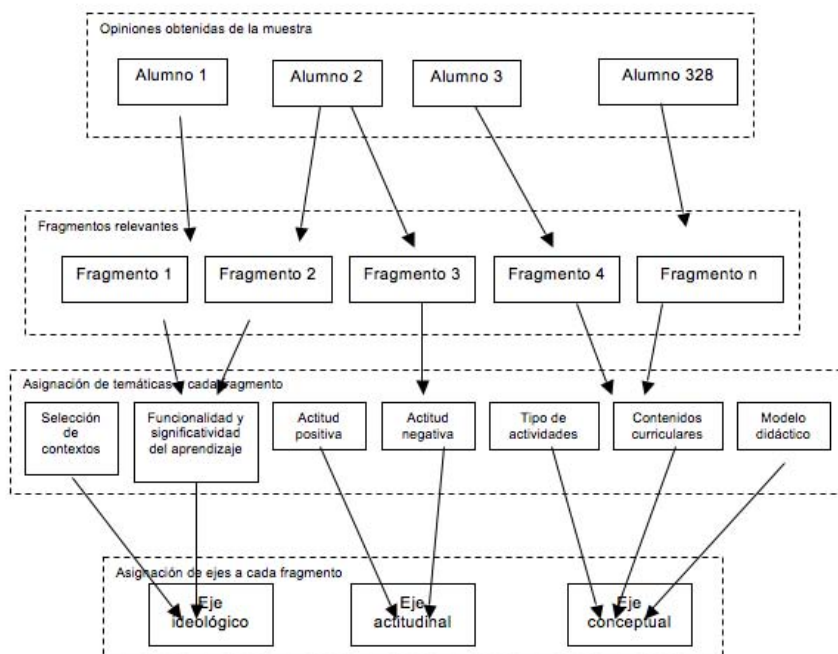 Opiniones obtenidas de la muestra
Alumno 1
Alumno 2
Alumno 3
Alumno 328
Fragmentos relevantes
Fragmento 1
Fragmento 2
Fragmento 3
Fragmento 4
Fragmento n
Asignación de temáticas a cada fragmento
Selección
de
contextos
Funcionalidad y
significatividad
del aprendizaje
Actitud
positiva
Actitud
negativa
Tipo de
actividades
Contenidos
curriculares
Modelo
didáctico
Asignación de ejes a cada fragmento
Eje
ideológico
Eje
actitudinal
Eje
conceptual